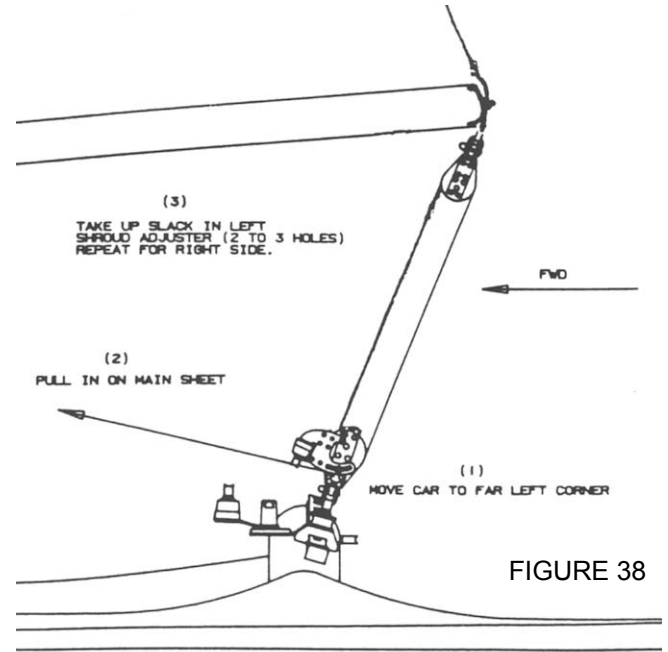 (3)
TAKE UP SLACK IN LEFT
SHROUD ADJUSTER (2 TO 3 HOLES)
REPEAT FOR RIGHT SIDE.
FWD
(2)
PULL IN ON MAIN SHEET
(1)
MOVE CAR TO FAR LEFT CORNER
FIGURE 38